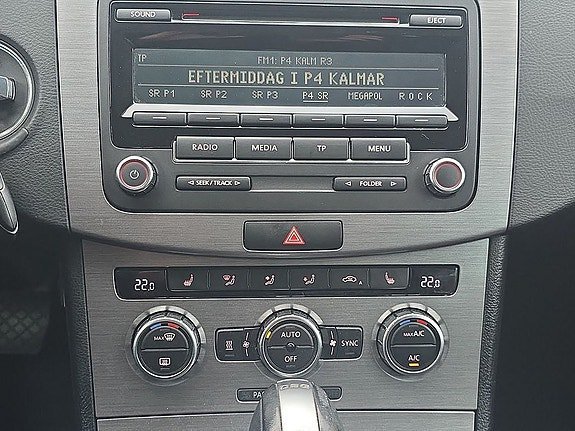 SOUND EJECT
TP FM1: P4 KALM R3
EFTERMIDDAG I P4 KALMAR
SR P1 SR P2 SR P3 P4 SR MEGAPOL ROCK
RADIO MEDIA TP MENU
SEEK/TRACK FOLDER
22.0 22.0
MAX AUTO MAX A/C
SYNC
OFF A/C